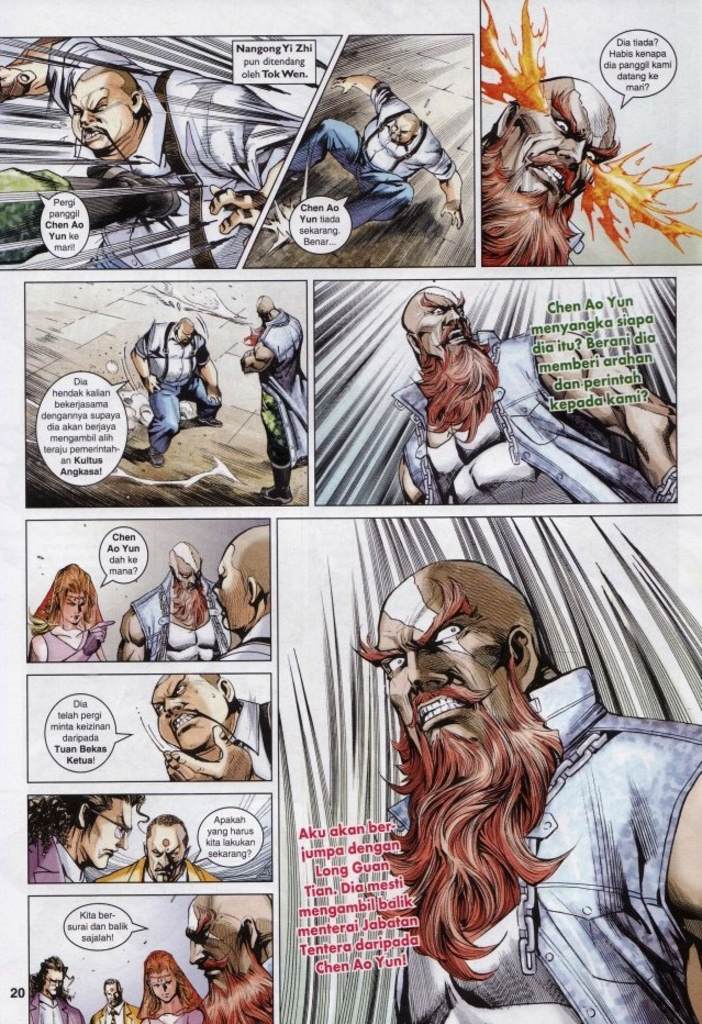 Nangong Yi Zhi
pun ditendang
oleh Tok Wen.
Pergi
panggil
Chen Ao
Yun ke
mari!
Chen Ao
Yun tiada
sekarang.
Benar...
Dia tiada?
Habis kenapa
dia panggil kami
datang ke
mari?
Dia
hendak kalian
bekerjasama
dengannya supaya
dia akan berjaya
mengambil alih
teraju pemerintah-
an Kultus
Angkasa!
Chen Ao Yun
menyangka siapa
dia itu? Berani dia
memberi arahan
dan perintah
kepada kami?
Chen
Ao Yun
dah ke
mana?
Dia
telah pergi
minta keizinan
daripada
Tuan Bekas
Ketua!
Apakah
yang harus
kita lakukan
sekarang?
Kita ber-
surai dan balik
sajalah!
Aku akan ber-
jumpa dengan
Long Guan
Tian. Dia mesti
mengambil balik
menterai Jabatan
Tentera daripada
Chen Ao Yun!
20